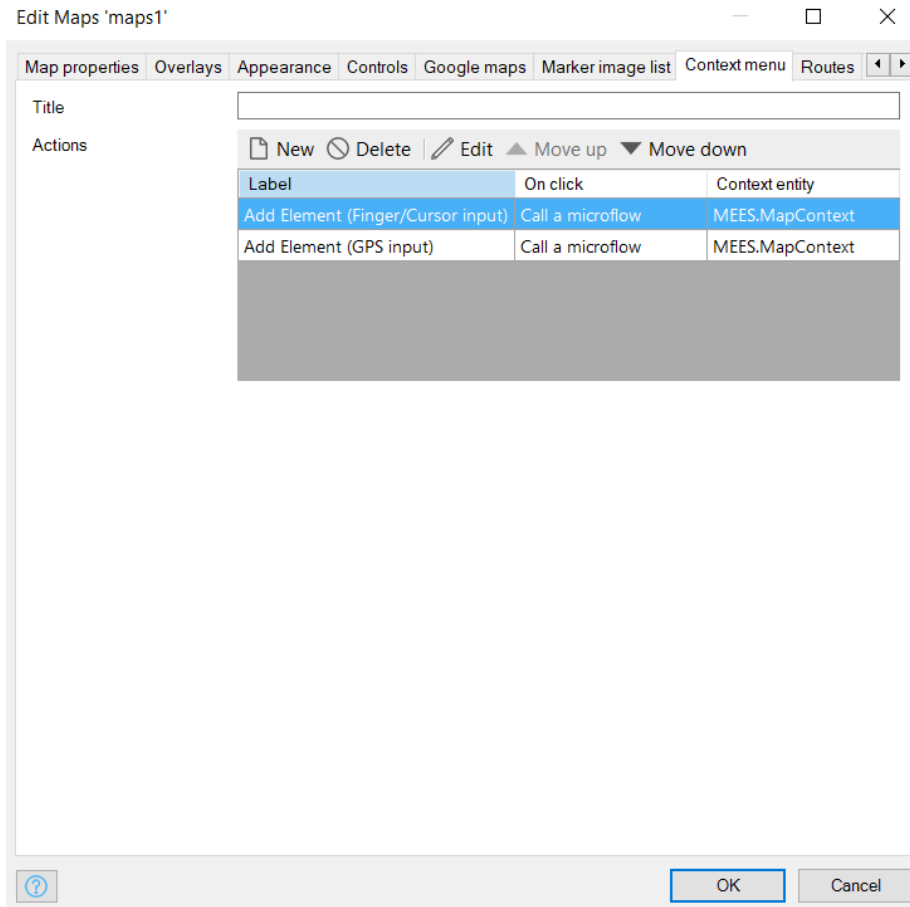 Edit Maps 'maps1'
Map properties Overlays Appearance Controls Google maps Marker image list Context menu Routes
Title
Actions
New Delete Edit Move up Move down
Label On click Context entity
Add Element (Finger/Cursor input) Call a microflow MEES.MapContext
Add Element (GPS input) Call a microflow MEES.MapContext
? OK Cancel